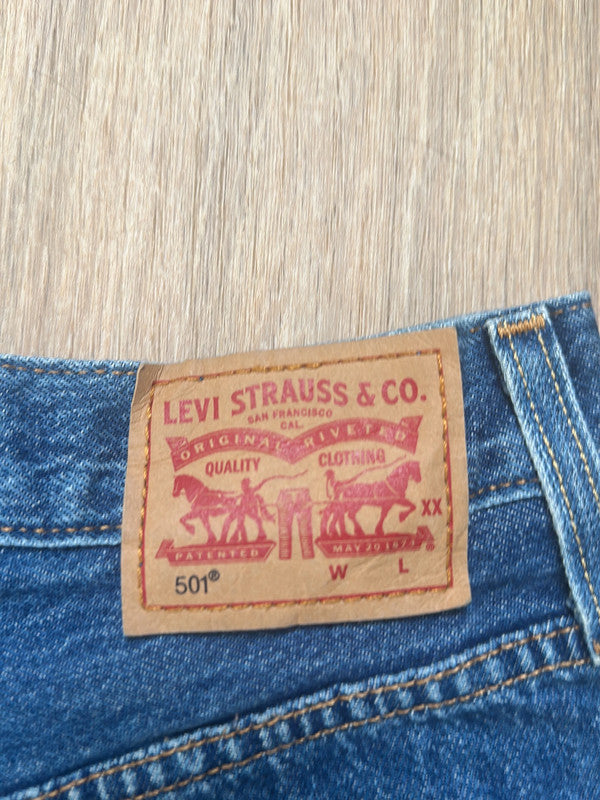 LEVI STRAUSS & CO.
SAN FRANCISCO
CAL.
ORIGINAL RIVETED
QUALITY CLOTHING
XX
PATENTED MAY 20 1873 ®
501® W L